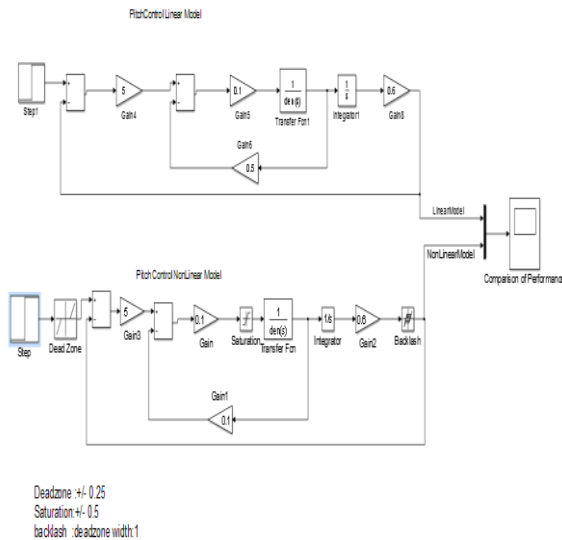 PitchControl Linear Model
Step1
+
-
5
Gain4
+
-
0.1
Gain5
1
den(s)
Transfer Fcn1
1
s
Integrator1
0.6
Gain8
Gain6
0.5
LinearModel
NonLinearModel
Comparison of Performanc
Pitch Control NonLinear Model
Step
Dead Zone
+
-
5
Gain3
+
-
0.1
Gain
Saturation
1
den(s)
Transfer Fcn
1/s
Integrator
0.6
Gain2
Backlash
Gain1
0.1
Deadzone :+/- 0.25
Saturation:+/- 0.5
backlash :deadzone width:1